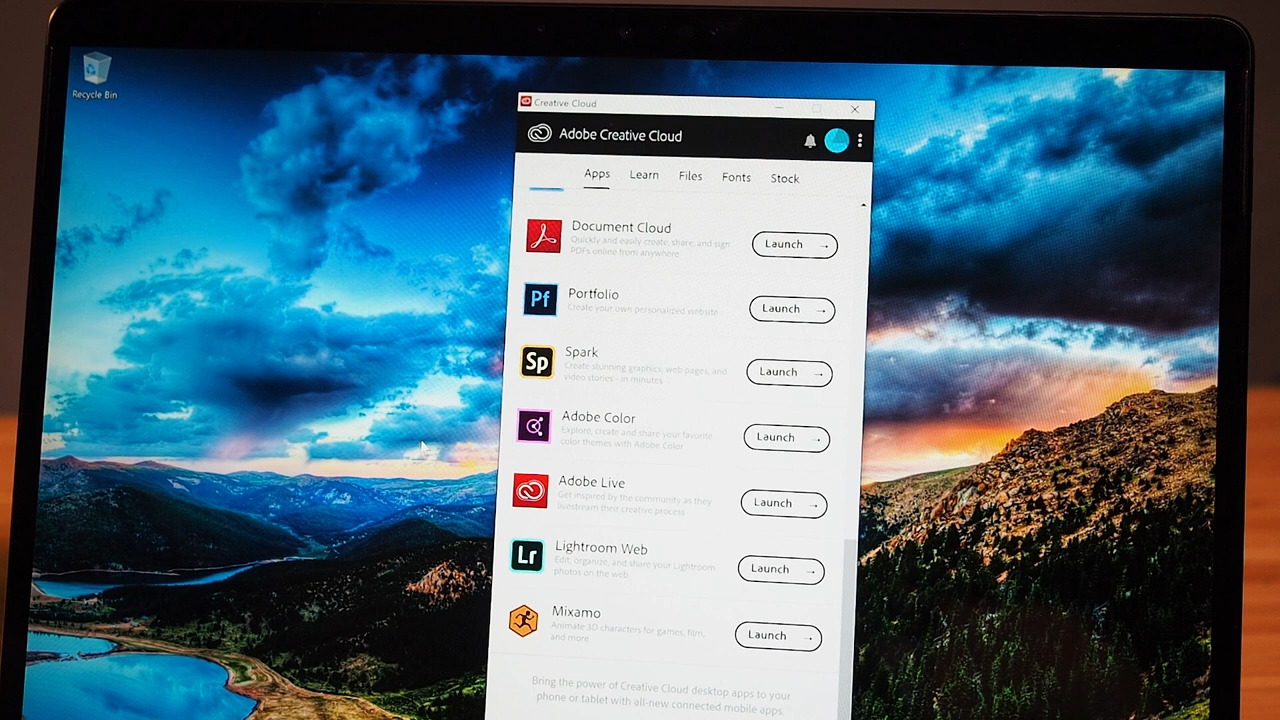 Recycle Bin
Creative Cloud
Adobe Creative Cloud
Apps Learn Files Fonts Stock
Document Cloud
Quickly and easily create, share, and sign
PDFs online from anywhere
Launch →
Pf
Portfolio
Create your own personalized website
Launch →
Sp
Spark
Create stunning graphics, web pages, and
video stories - in minutes
Launch →
Adobe Color
Explore, create and share your favorite
color themes with Adobe Color
Launch →
Adobe Live
Get inspired by the community as they
livestream their creative process
Launch →
Lr
Lightroom Web
Edit, organize, and share your Lightroom
photos on the web
Launch →
Mixamo
Animate 3D characters for games, film,
and more
Launch →
Bring the power of Creative Cloud desktop apps to your
phone or tablet with all-new connected mobile apps.